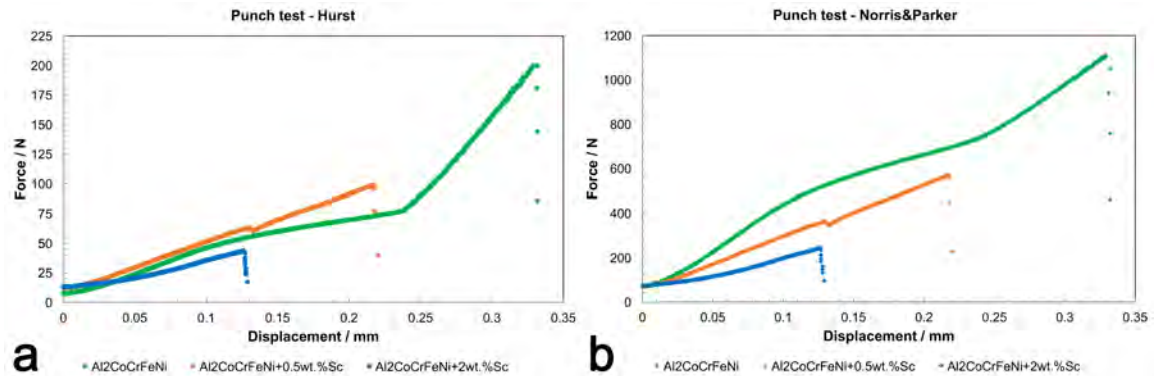 Punch test - Hurst
225
200
175
150
125
100
75
50
25
0
Force / N
0
0.05
0.1
0.15
0.2
0.25
0.3
0.35
Displacement / mm
a
Al2CoCrFeNi
Al2CoCrFeNi+0.5wt.%Sc
Al2CoCrFeNi+2wt.%Sc
Punch test - Norris&Parker
1200
1000
800
600
400
200
0
Force / N
0
0.05
0.1
0.15
0.2
0.25
0.3
0.35
Displacement / mm
b
Al2CoCrFeNi
Al2CoCrFeNi+0.5wt.%Sc
Al2CoCrFeNi+2wt.%Sc